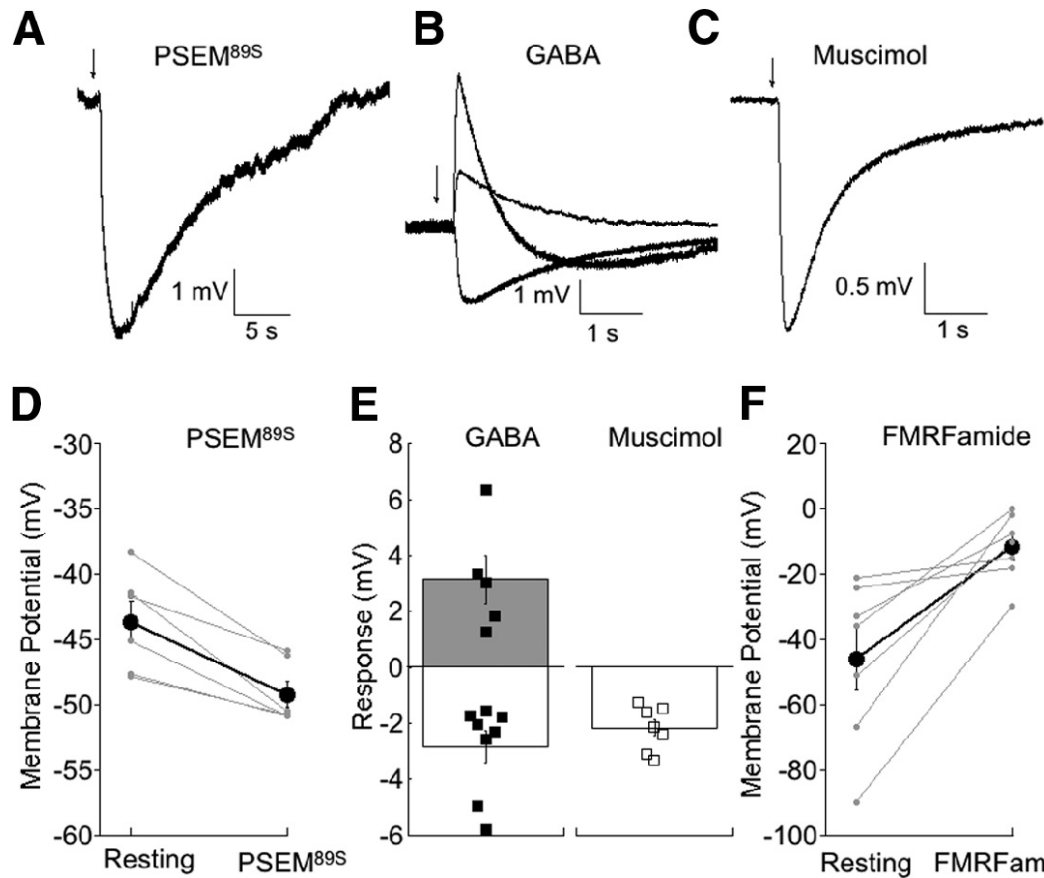 A
PSEM89S
1 mV
5 s
B
GABA
1 mV
1 s
C
Muscimol
0.5 mV
1 s
D
PSEM89S
Membrane Potential (mV)
-30
-35
-40
-45
-50
-55
-60
Resting
PSEM89S
E
GABA
Muscimol
Response (mV)
8
6
4
2
0
-2
-4
-6
F
FMRFamide
Membrane Potential (mV)
20
0
-20
-40
-60
-80
-100
Resting
FMRFam